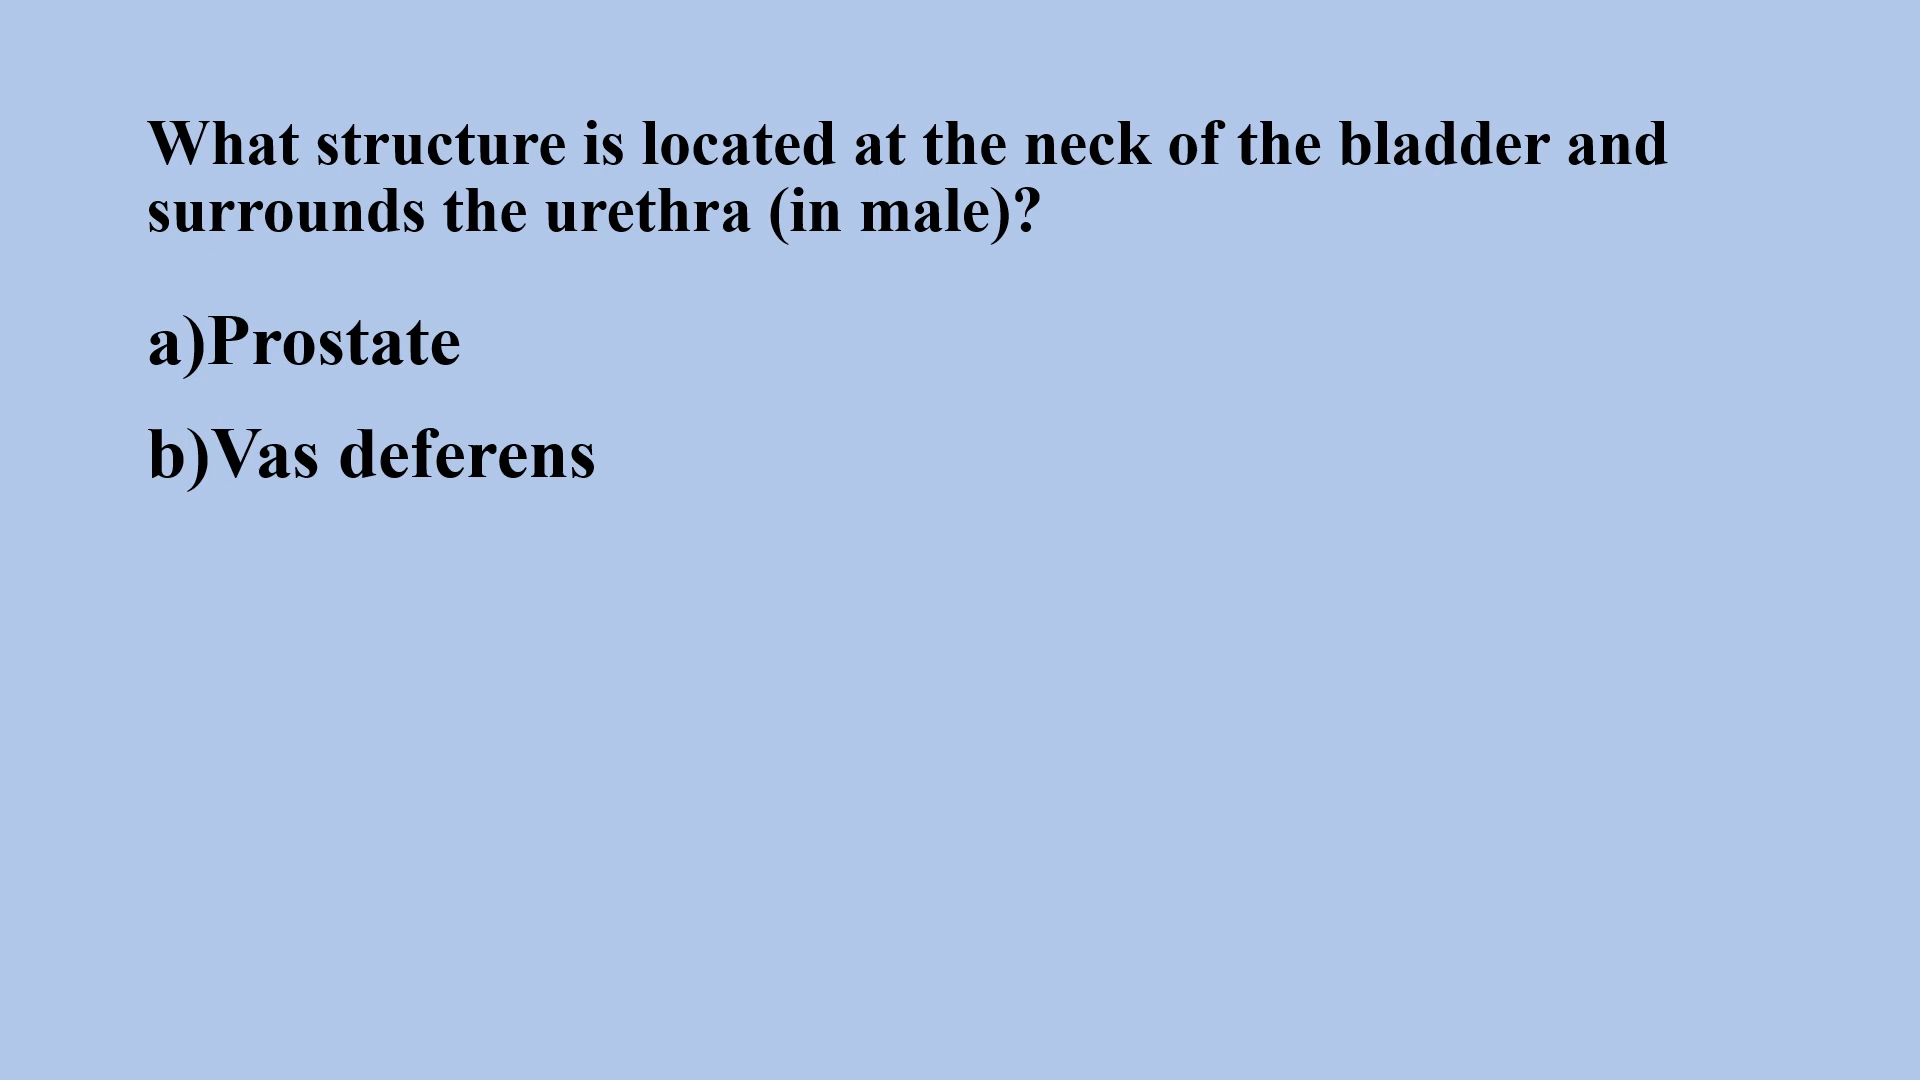 What structure is located at the neck of the bladder and
surrounds the urethra (in male)?
a)Prostate
b)Vas deferens